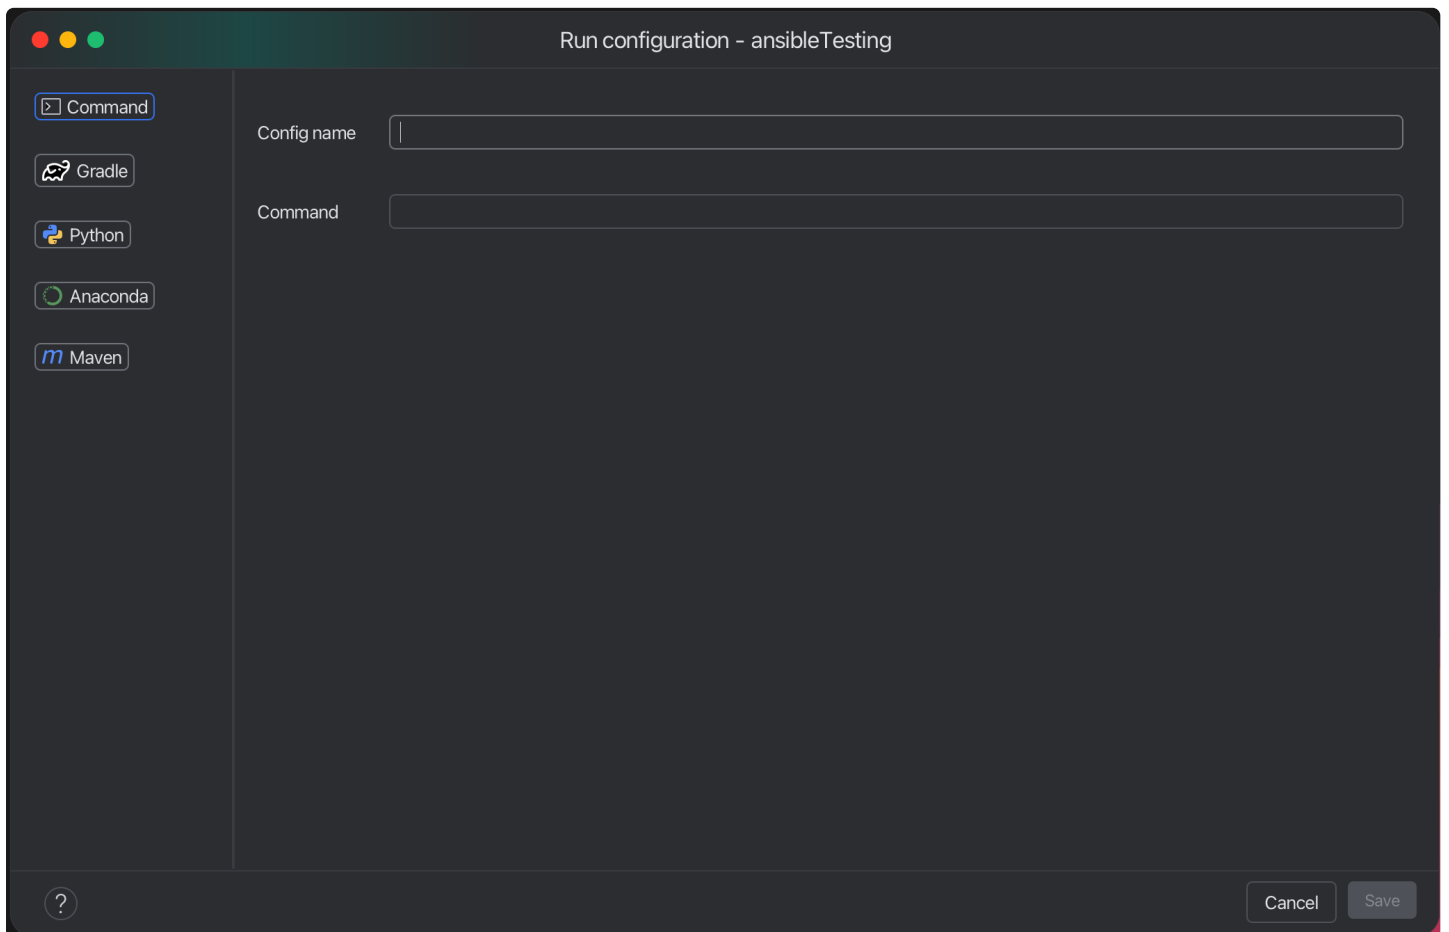 Run configuration - ansibleTesting
Command
Gradle
Python
Anaconda
m Maven
Config name
Command
?
Cancel
Save